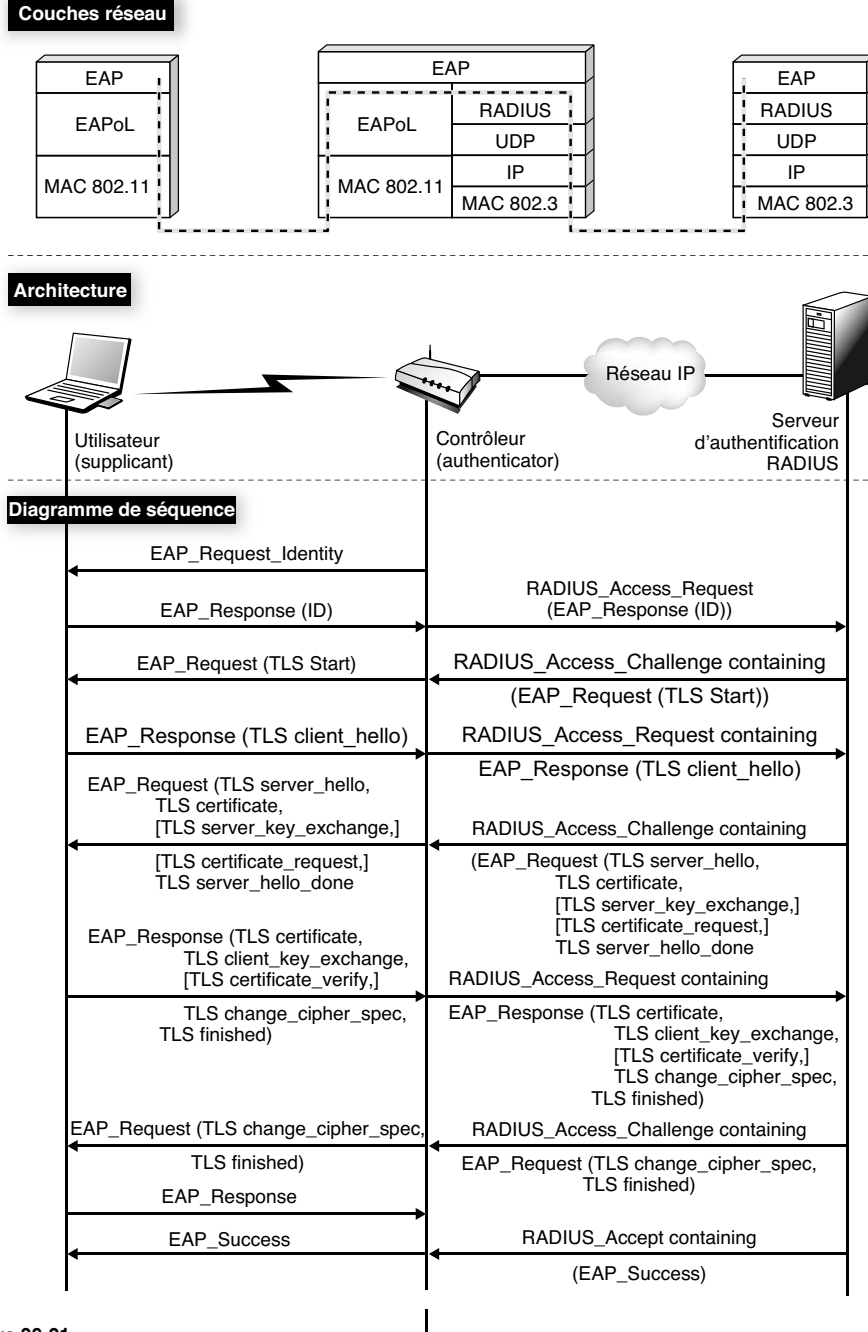 Couches réseau
EAP
EAPoL
MAC 802.11
EAP
EAPoL
MAC 802.11
RADIUS
UDP
IP
MAC 802.3
EAP
RADIUS
UDP
IP
MAC 802.3
Architecture
Réseau IP
Utilisateur
(supplicant)
Contrôleur
(authenticator)
Serveur
d'authentification
RADIUS
Diagramme de séquence
EAP_Request_Identity
EAP_Response (ID)
RADIUS_Access_Request
(EAP_Response (ID))
EAP_Request (TLS Start)
RADIUS_Access_Challenge containing
(EAP_Request (TLS Start))
EAP_Response (TLS client_hello)
RADIUS_Access_Request containing
EAP_Response (TLS client_hello)
EAP_Request (TLS server_hello,
TLS certificate,
[TLS server_key_exchange,]
[TLS certificate_request,]
TLS server_hello_done
RADIUS_Access_Challenge containing
(EAP_Request (TLS server_hello,
TLS certificate,
[TLS server_key_exchange,]
[TLS certificate_request,]
TLS server_hello_done
EAP_Response (TLS certificate,
TLS client_key_exchange,
[TLS certificate_verify,]
TLS change_cipher_spec,
TLS finished)
RADIUS_Access_Request containing
EAP_Response (TLS certificate,
TLS client_key_exchange,
[TLS certificate_verify,]
TLS change_cipher_spec,
TLS finished)
EAP_Request (TLS change_cipher_spec,
TLS finished)
RADIUS_Access_Challenge containing
EAP_Request (TLS change_cipher_spec,
TLS finished)
EAP_Response
EAP_Success
RADIUS_Accept containing
(EAP_Success)